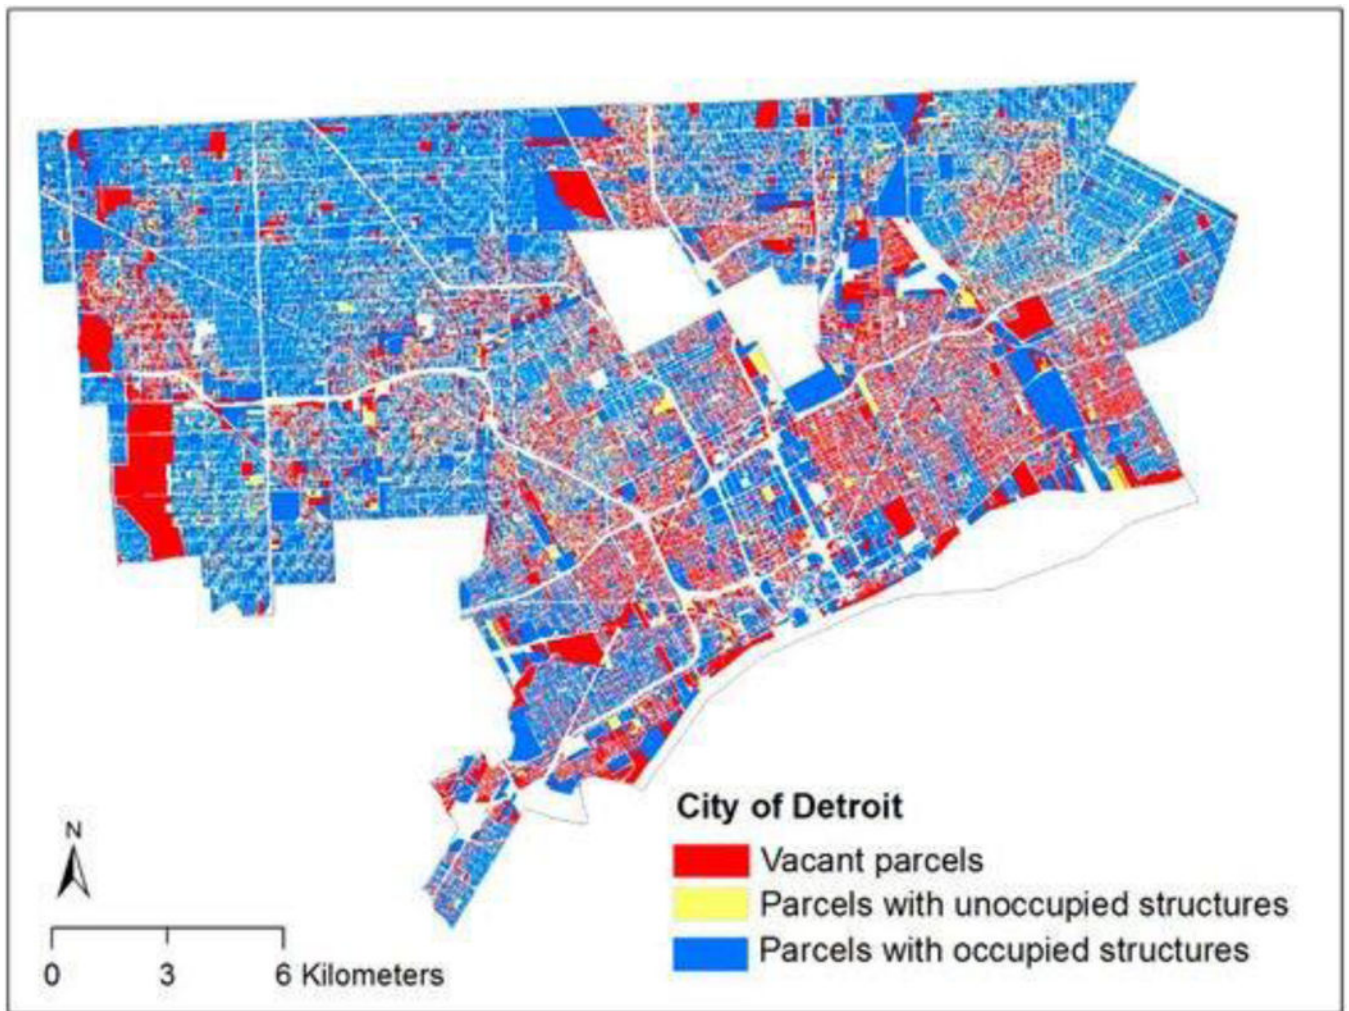 City of Detroit
Vacant parcels
Parcels with unoccupied structures
Parcels with occupied structures
N
0 3 6 Kilometers